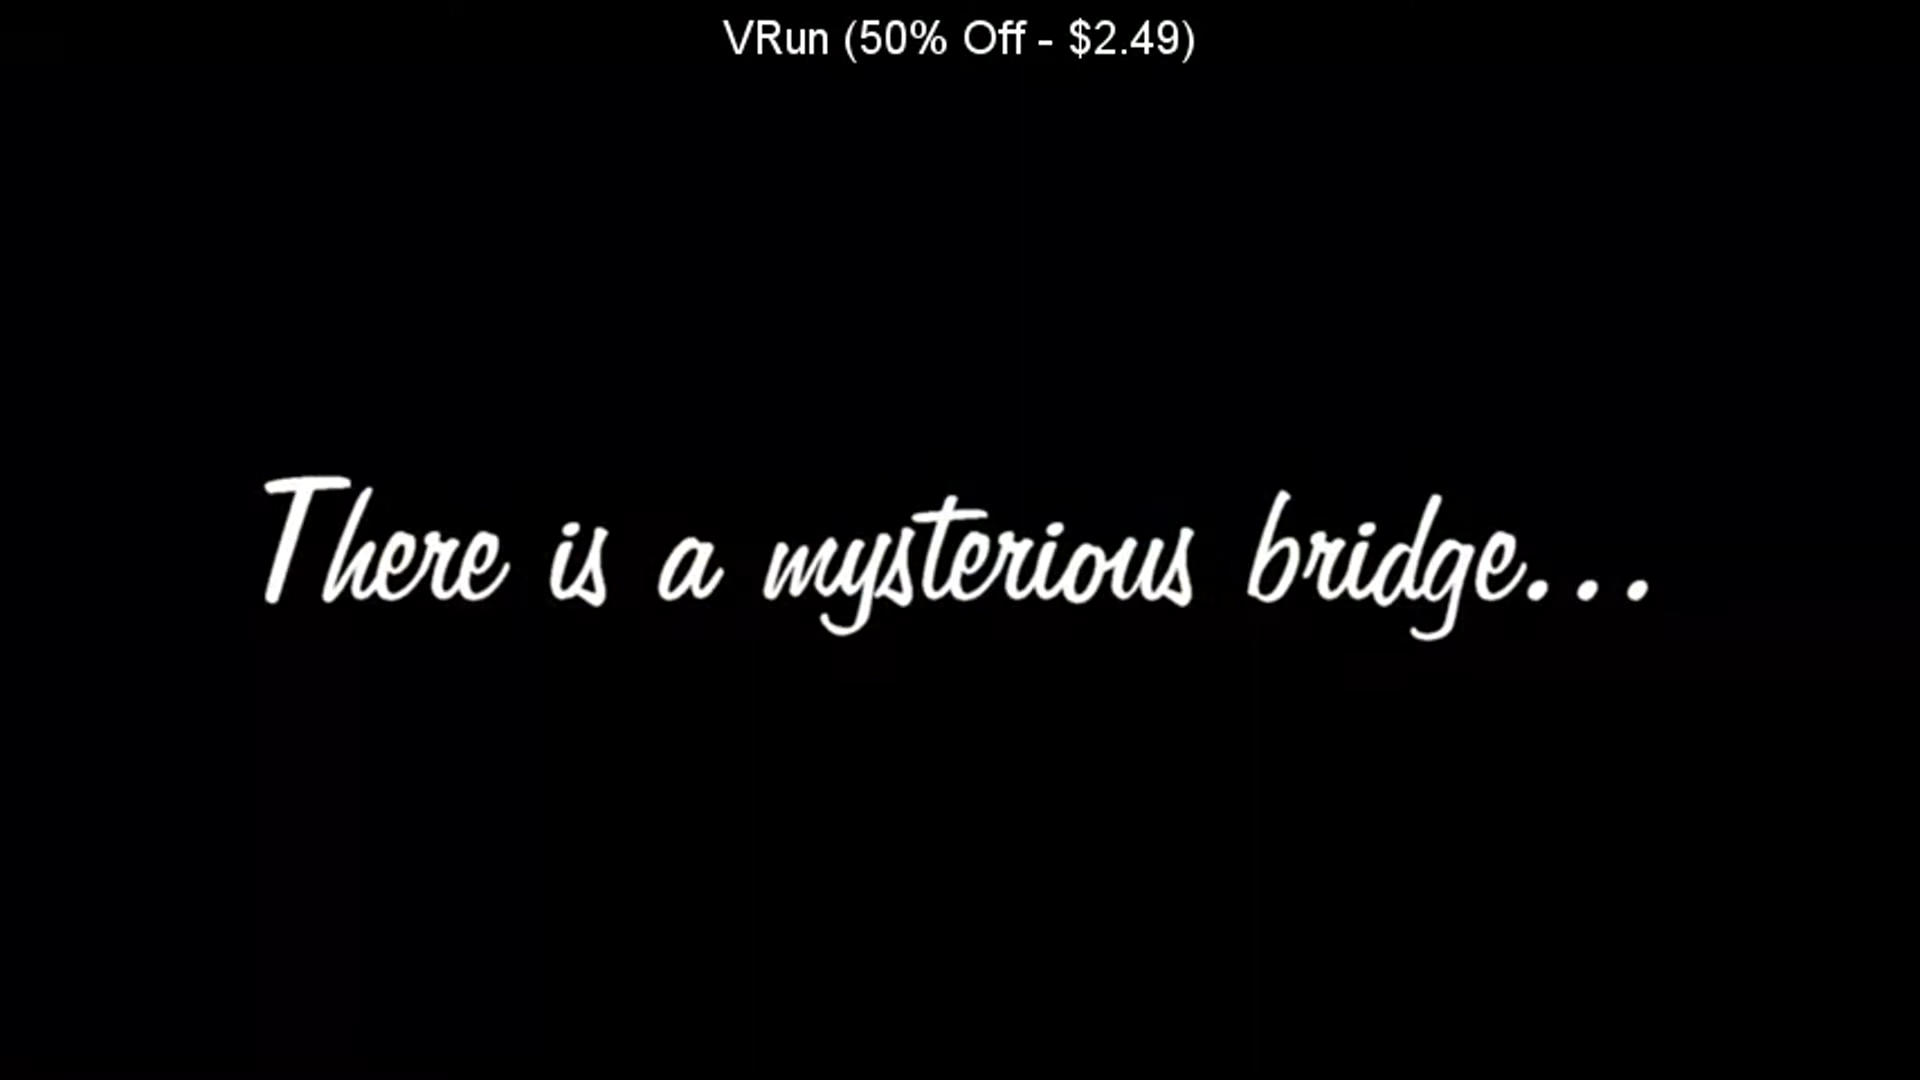 VRun (50% Off - $2.49)
There is a mysterious bridge...